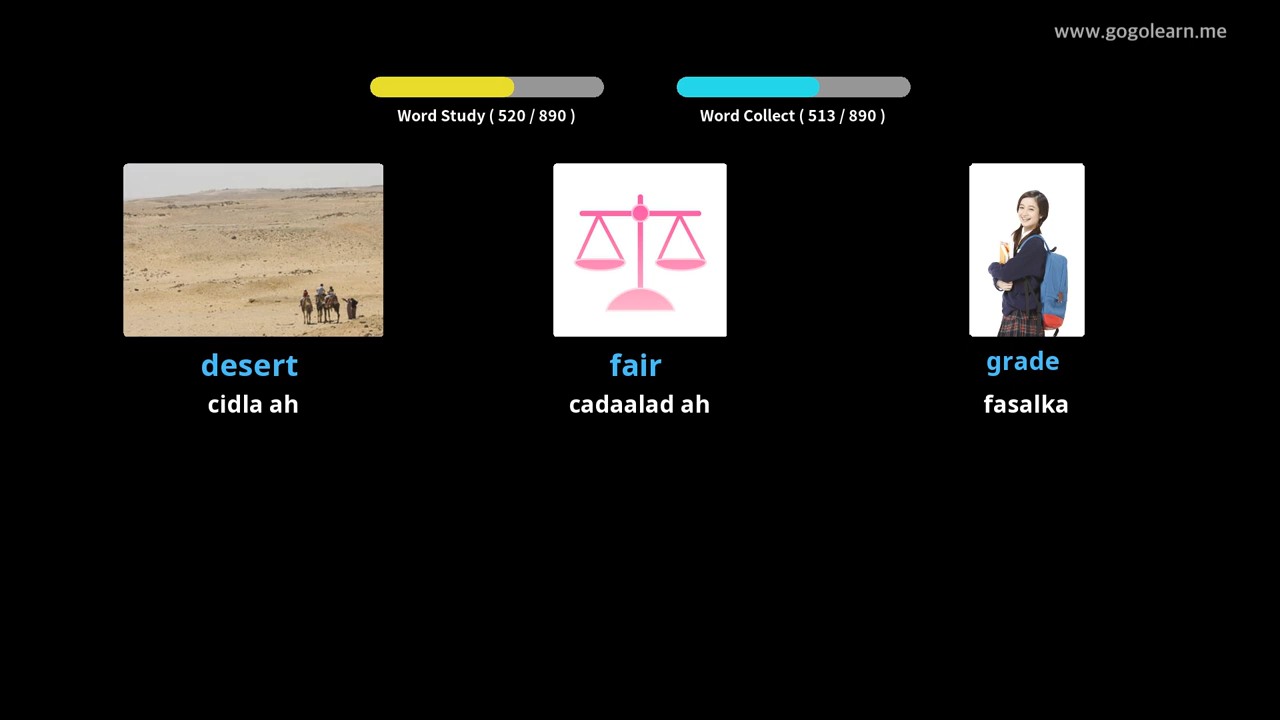 www.gogolearn.me
Word Study ( 520 / 890 )
Word Collect ( 513 / 890 )
desert
cidla ah
fair
cadaalad ah
grade
fasalka